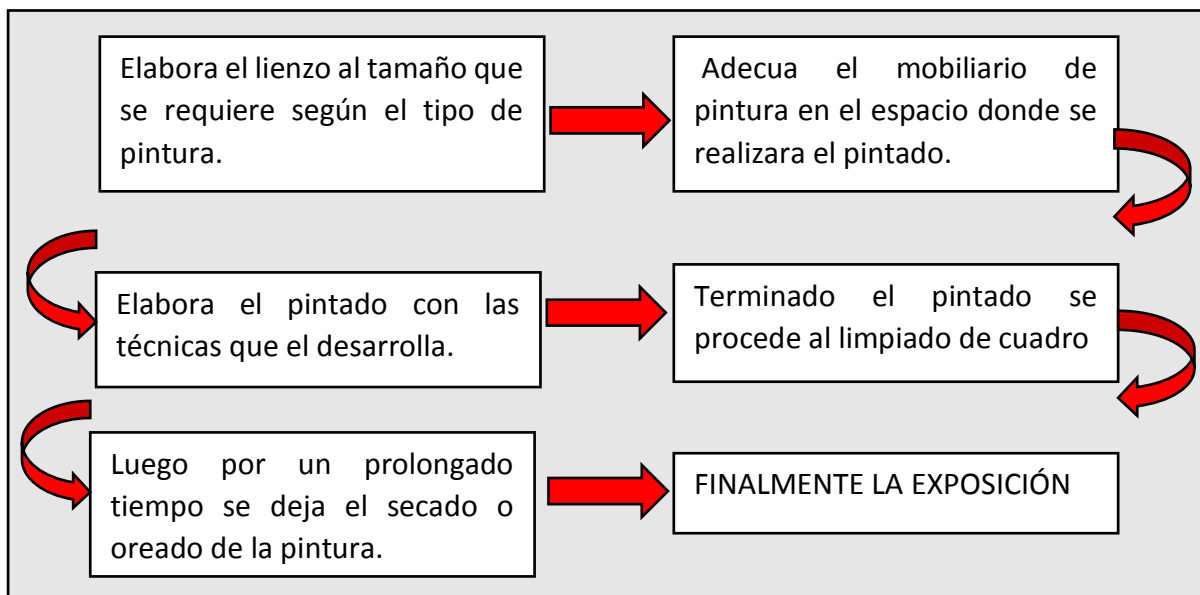 Elabora el lienzo al tamaño que
se requiere según el tipo de
pintura.
Adecua el mobiliario de
pintura en el espacio donde se
realizara el pintado.
Elabora el pintado con las
técnicas que el desarrolla.
Terminado el pintado se
procede al limpiado de cuadro
Luego por un prolongado
tiempo se deja el secado o
oreado de la pintura.
FINALMENTE LA EXPOSICIÓN